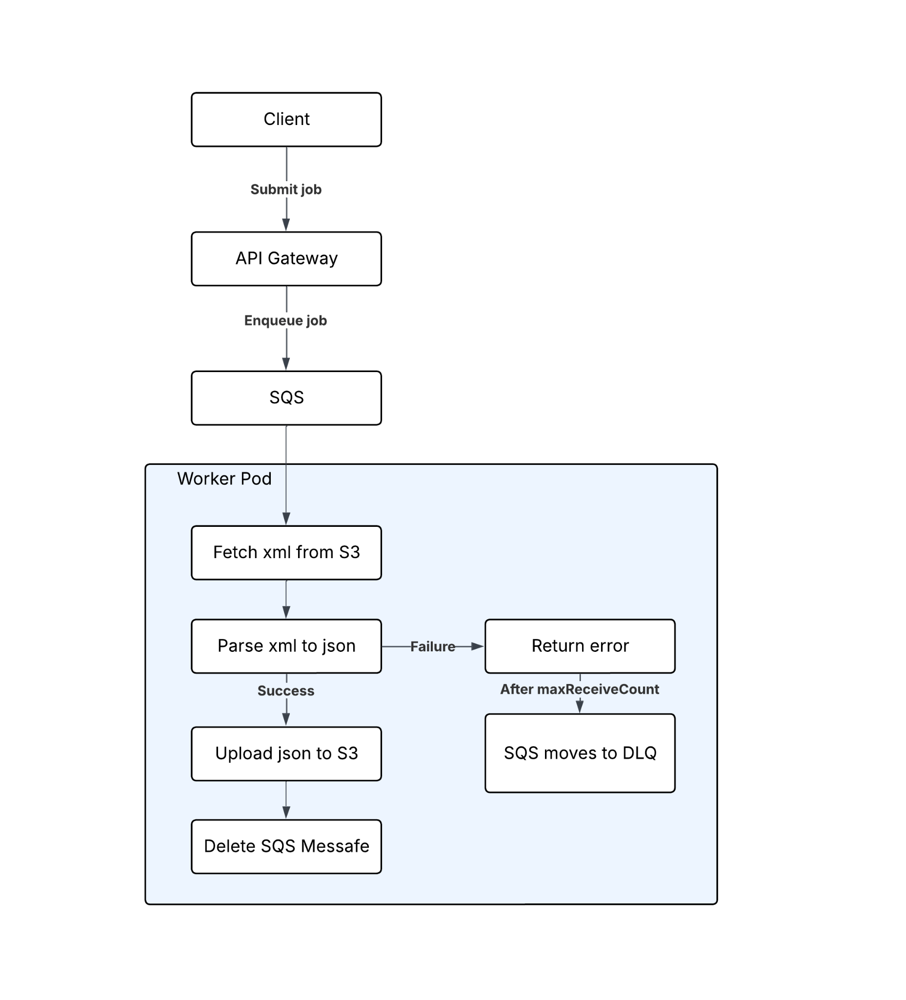 Client
Submit job
API Gateway
Enqueue job
SQS
Worker Pod
Fetch xml from S3
Parse xml to json
Failure
Return error
Success
After maxReceiveCount
Upload json to S3
SQS moves to DLQ
Delete SQS Messafe